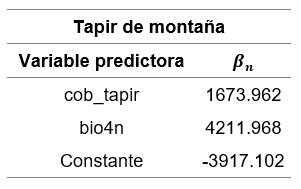 Tapir de montaña
Variable predictora βn
cob_tapir 1673.962
bio4n 4211.968
Constante -3917.102